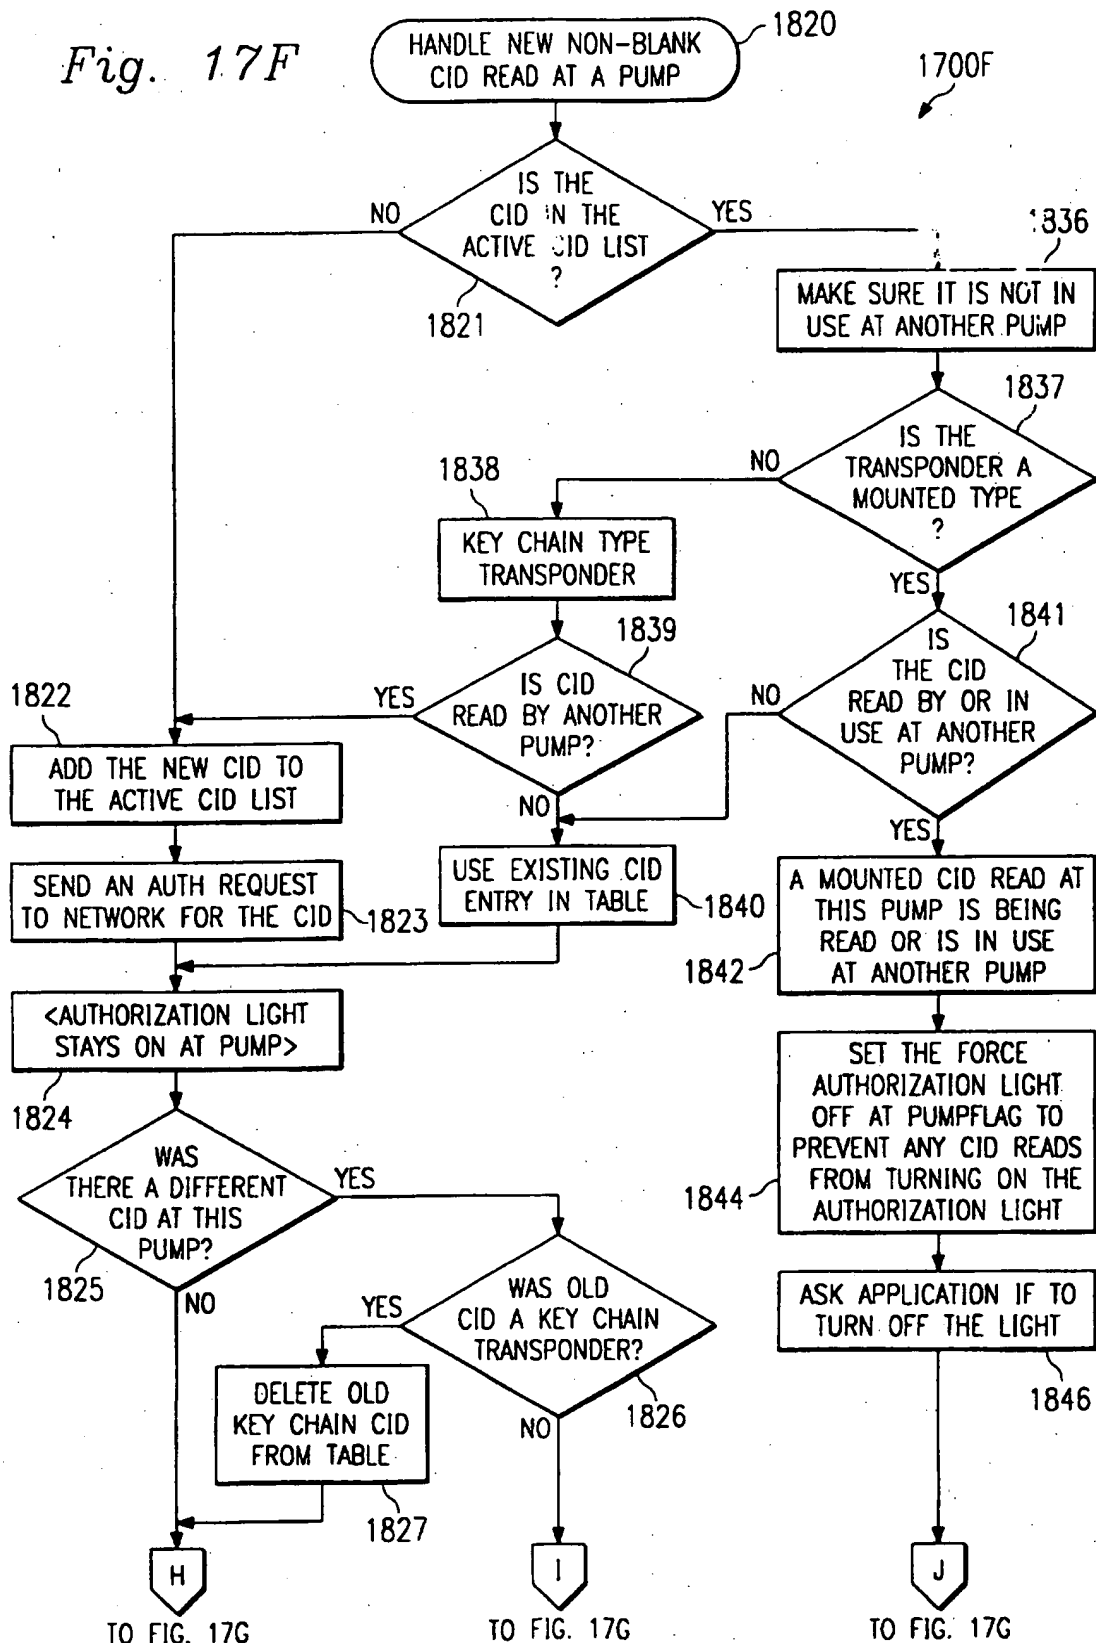 Fig. 17F
HANDLE NEW NON-BLANK
CID READ AT A PUMP
1820
1700F
IS THE
CID IN THE
ACTIVE CID LIST
?
NO
YES
1821
1836
MAKE SURE IT IS NOT IN
USE AT ANOTHER PUMP
1837
IS THE
TRANSPONDER A
MOUNTED TYPE
?
NO
YES
1838
KEY CHAIN TYPE
TRANSPONDER
1839
IS CID
READ BY ANOTHER
PUMP?
YES
NO
1841
IS
THE CID
READ BY OR IN
USE AT ANOTHER
PUMP?
NO
YES
1822
ADD THE NEW CID TO
THE ACTIVE CID LIST
SEND AN AUTH REQUEST
TO NETWORK FOR THE CID
1823
USE EXISTING CID
ENTRY IN TABLE
1840
A MOUNTED CID READ AT
THIS PUMP IS BEING
READ OR IS IN USE
AT ANOTHER PUMP
1842
<AUTHORIZATION LIGHT
STAYS ON AT PUMP>
1824
SET THE FORCE
AUTHORIZATION LIGHT
OFF AT PUMPFLAG TO
PREVENT ANY CID READS
FROM TURNING ON THE
AUTHORIZATION LIGHT
1844
WAS
THERE A DIFFERENT
CID AT THIS
PUMP?
YES
NO
1825
WAS OLD
CID A KEY CHAIN
TRANSPONDER?
YES
NO
1826
ASK APPLICATION IF TO
TURN OFF THE LIGHT
1846
DELETE OLD
KEY CHAIN CID
FROM TABLE
1827
H
TO FIG. 17G
I
TO FIG. 17G
J
TO FIG. 17G